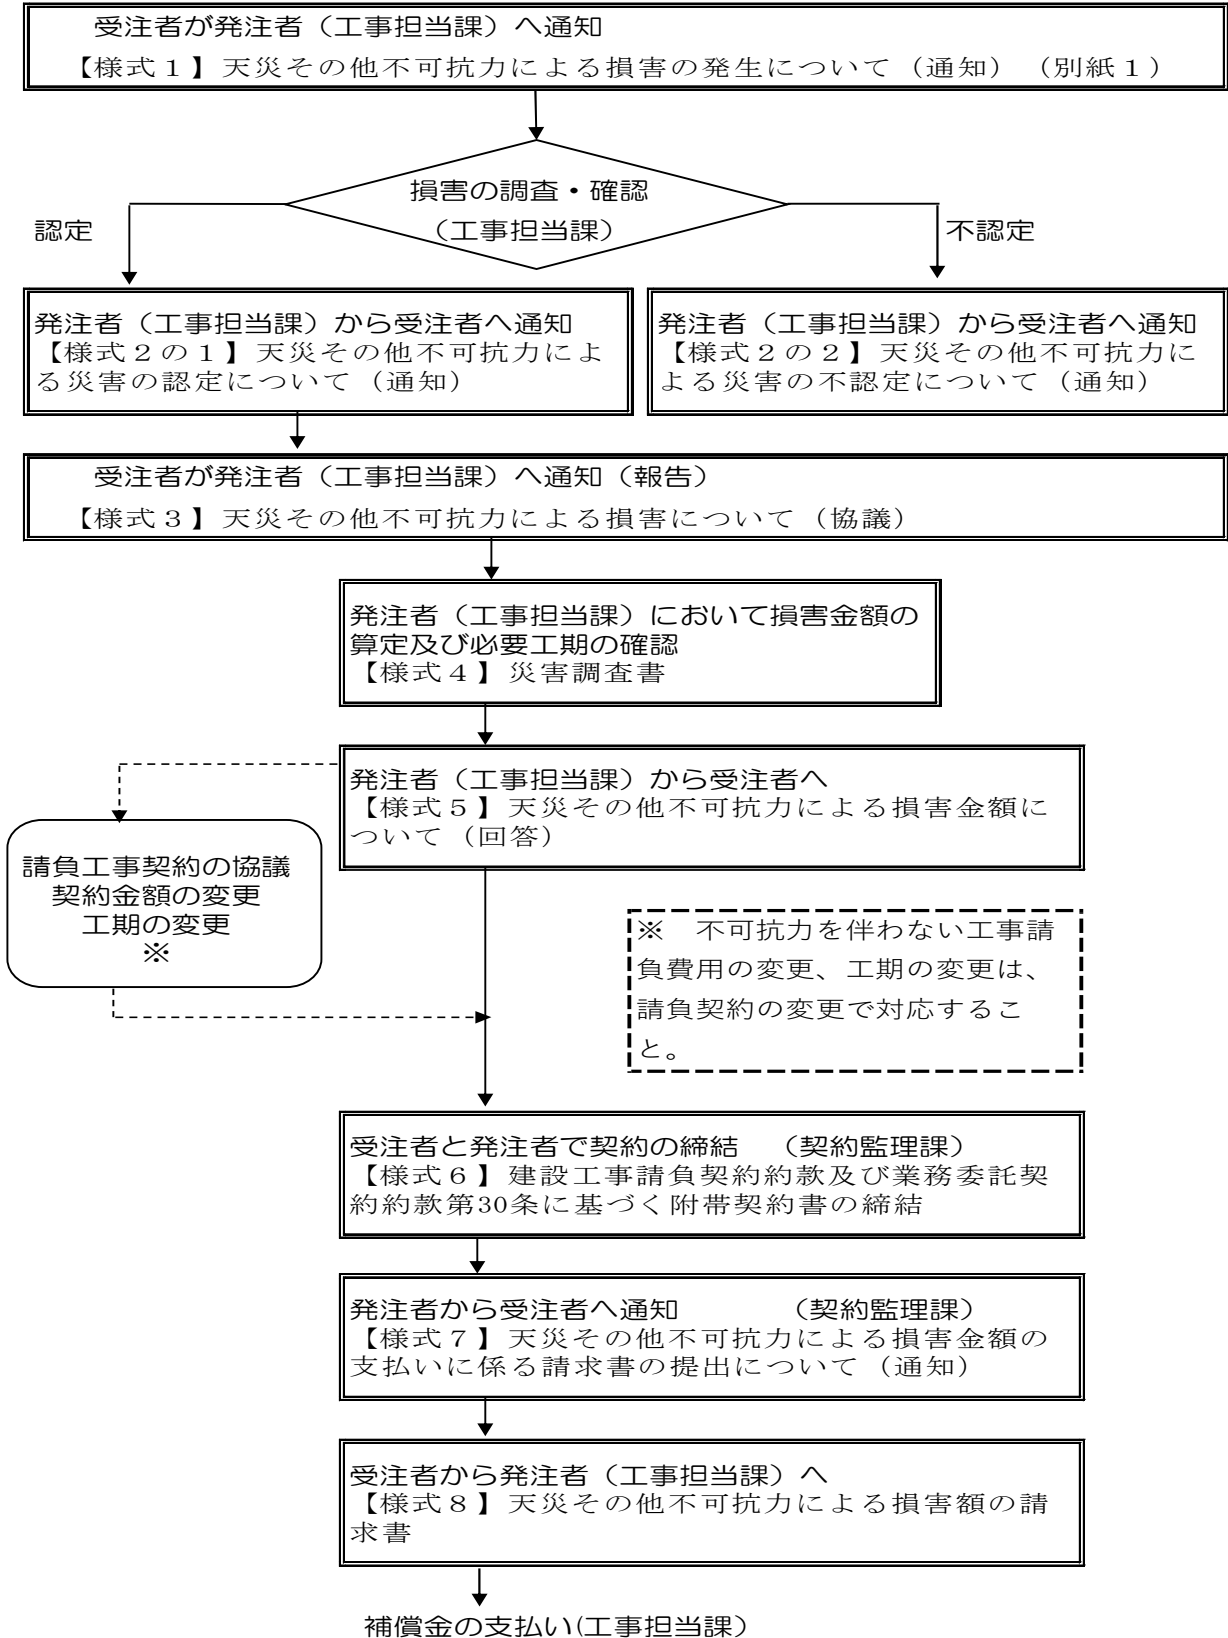 受注者が発注者（工事担当課）へ通知
【様式１】天災その他不可抗力による損害の発生について（通知）（別紙１）
損害の調査・確認
（工事担当課）
認定
不認定
発注者（工事担当課）から受注者へ通知
【様式２の１】天災その他不可抗力によ
る災害の認定について（通知）
発注者（工事担当課）から受注者へ通知
【様式２の２】天災その他不可抗力に
よる災害の不認定について（通知）
受注者が発注者（工事担当課）へ通知（報告）
【様式３】天災その他不可抗力による損害について（協議）
発注者（工事担当課）において損害金額の
算定及び必要工期の確認
【様式４】災害調査書
発注者（工事担当課）から受注者へ
【様式５】天災その他不可抗力による損害金額に
ついて（回答）
請負工事契約の協議
契約金額の変更
工期の変更
※
※　不可抗力を伴わない工事請
負費用の変更、工期の変更は、
請負契約の変更で対応するこ
と。
受注者と発注者で契約の締結　（契約監理課）
【様式６】建設工事請負契約約款及び業務委託契
約約款第30条に基づく附帯契約書の締結
発注者から受注者へ通知　　　　（契約監理課）
【様式７】天災その他不可抗力による損害金額の
支払いに係る請求書の提出について（通知）
受注者から発注者（工事担当課）へ
【様式８】天災その他不可抗力による損害額の請
求書
補償金の支払い(工事担当課）